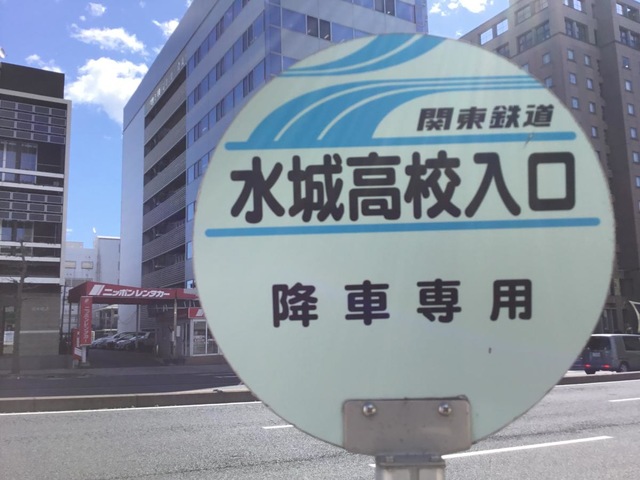 関東鉄道
水城高校入口
降車専用
ニッポンレンタカー